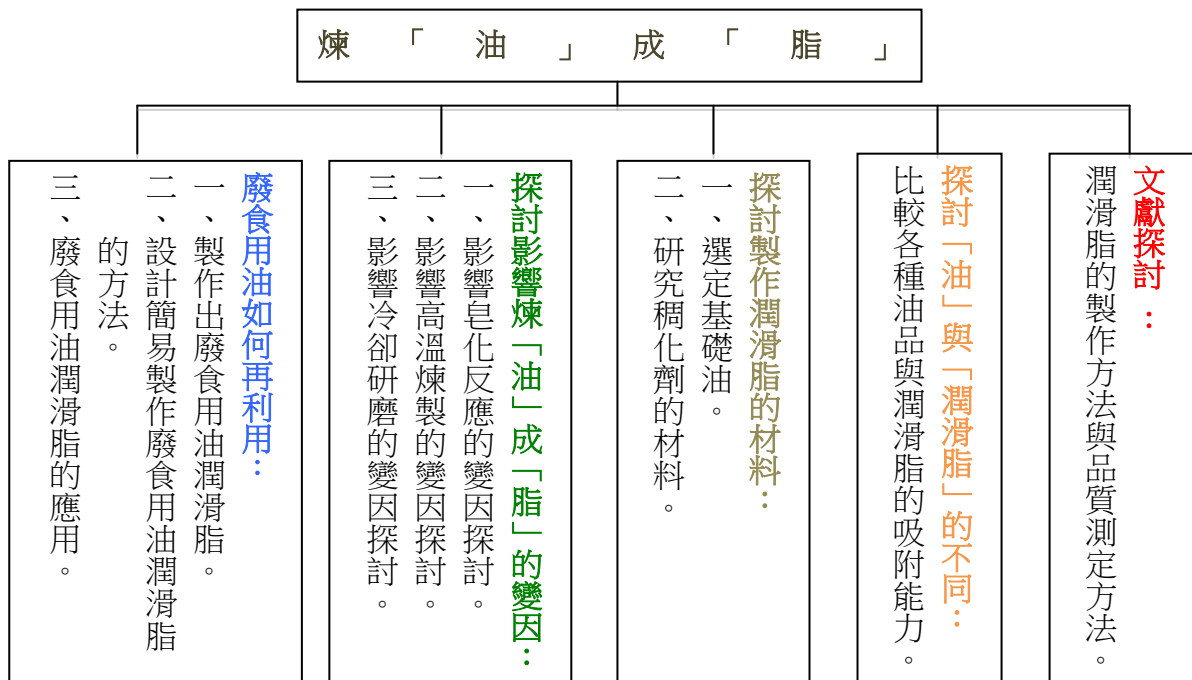 煉「油」成「脂」
文獻探討：
潤滑脂的製作方法與品質測定方法。
探討「油」與「潤滑脂」的不同：
比較各種油品與潤滑脂的吸附能力。
探討製作潤滑脂的材料：
一、選定基礎油。
二、研究稠化劑的材料。
探討影響煉「油」成「脂」的變因：
一、影響皂化反應的變因探討。
二、影響高溫煉製的變因探討。
三、影響冷卻研磨的變因探討。
廢食用油如何再利用：
一、製作出廢食用油潤滑脂。
二、設計簡易製作廢食用油潤滑脂
的方法。
三、廢食用油潤滑脂的應用。